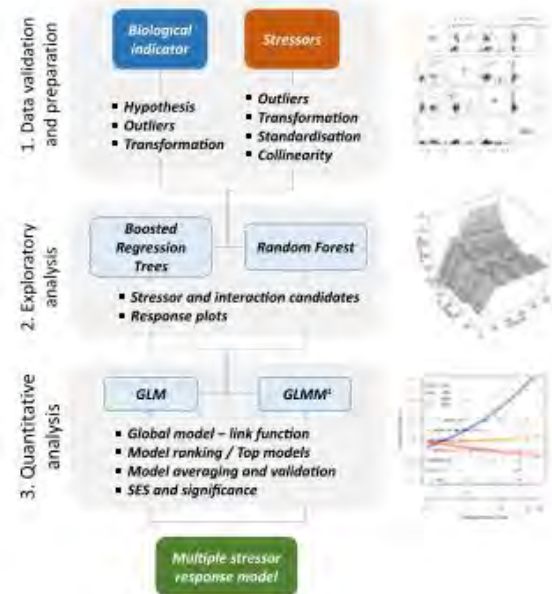 1. Data validation
and preparation
Biological
indicator
Stressors
▪ Hypothesis
▪ Outliers
▪ Transformation
▪ Outliers
▪ Transformation
▪ Standardisation
▪ Collinearity
2. Exploratory
analysis
Boosted
Regression
Trees
Random Forest
▪ Stressor and interaction candidates
▪ Response plots
3. Quantitative
analysis
GLM
GLMM¹
▪ Global model – link function
▪ Model ranking / Top models
▪ Model averaging and validation
▪ SES and significance
Multiple stressor
response model